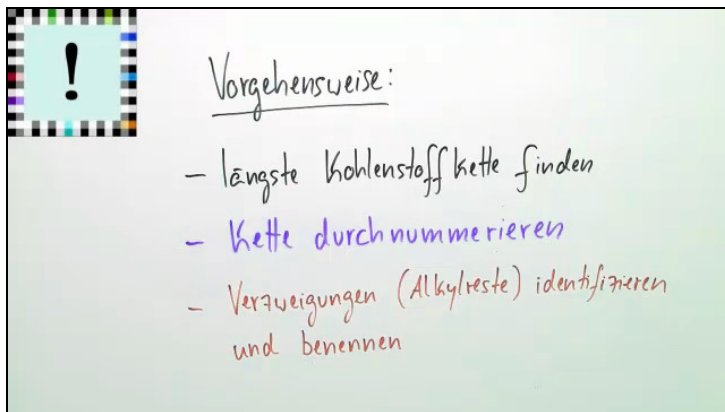 !
Vorgehensweise:
- längste Kohlenstoffkette finden
- Kette durchnummerieren
- Verzweigungen (Alkylreste) identifizieren
und benennen